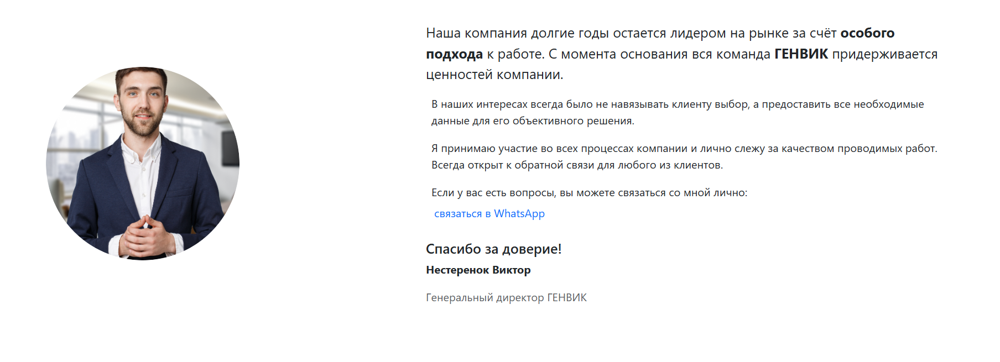 Наша компания долгие годы остается лидером на рынке за счёт особого
подхода к работе. С момента основания вся команда ГЕНВИК придерживается
ценностей компании.
В наших интересах всегда было не навязывать клиенту выбор, а предоставить все необходимые
данные для его объективного решения.
Я принимаю участие во всех процессах компании и лично слежу за качеством проводимых работ.
Всегда открыт к обратной связи для любого из клиентов.
Если у вас есть вопросы, вы можете связаться со мной лично:
связаться в WhatsApp
Спасибо за доверие!
Нестеренок Виктор
Генеральный директор ГЕНВИК